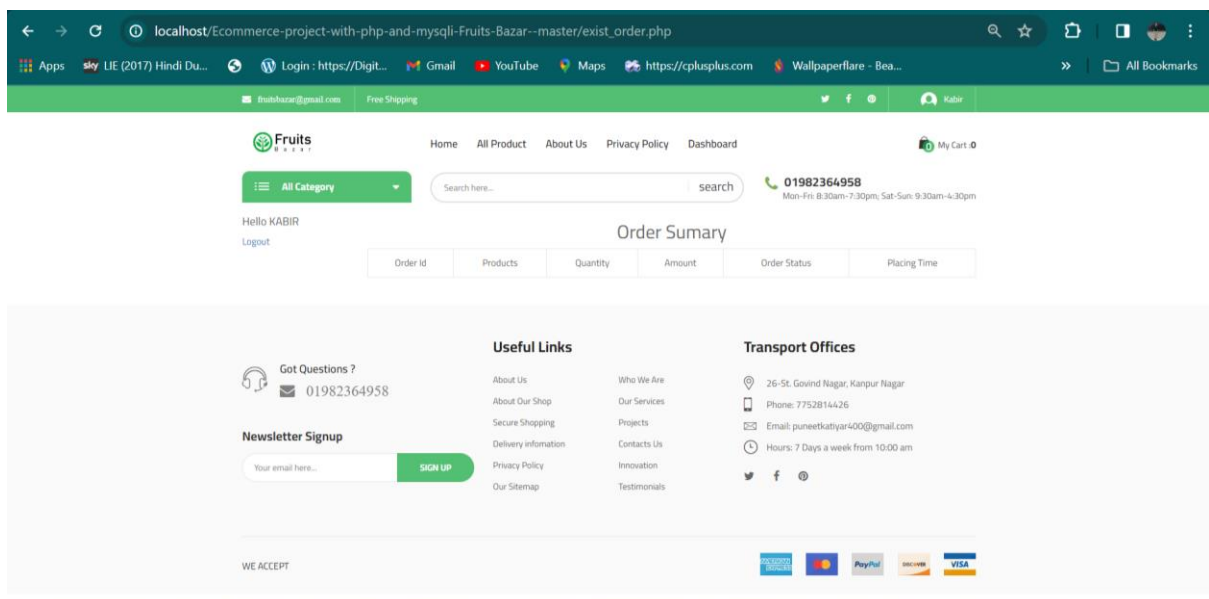 localhost/Ecommerce-project-with-php-and-mysqli-Fruits-Bazar--master/exist_order.php
Apps sky LIE (2017) Hindi Du... Login : https://Digit... Gmail YouTube Maps https://cplusplus.com Wallpaperflare - Bea... » All Bookmarks
fruitsbazar@gmail.com Free Shipping Kabir
Fruits
Bazar
Home All Product About Us Privacy Policy Dashboard
0 My Cart :0
All Category
Search here... search
01982364958
Mon-Fri: 8:30am-7:30pm; Sat-Sun: 9:30am-4:30pm
Hello KABIR
Logout
Order Sumary
Order Id Products Quantity Amount Order Status Placing Time
Got Questions ?
01982364958
Newsletter Signup
Your email here... SIGN UP
Useful Links
About Us
About Our Shop
Secure Shopping
Delivery infomation
Privacy Policy
Our Sitemap
Who We Are
Our Services
Projects
Contacts Us
Innovation
Testimonials
Transport Offices
26-St. Govind Nagar, Kanpur Nagar
Phone: 7752814426
Email: puneetkatiyar400@gmail.com
Hours: 7 Days a week from 10:00 am
WE ACCEPT
AMERICAN EXPRESS PayPal DISCOVER VISA